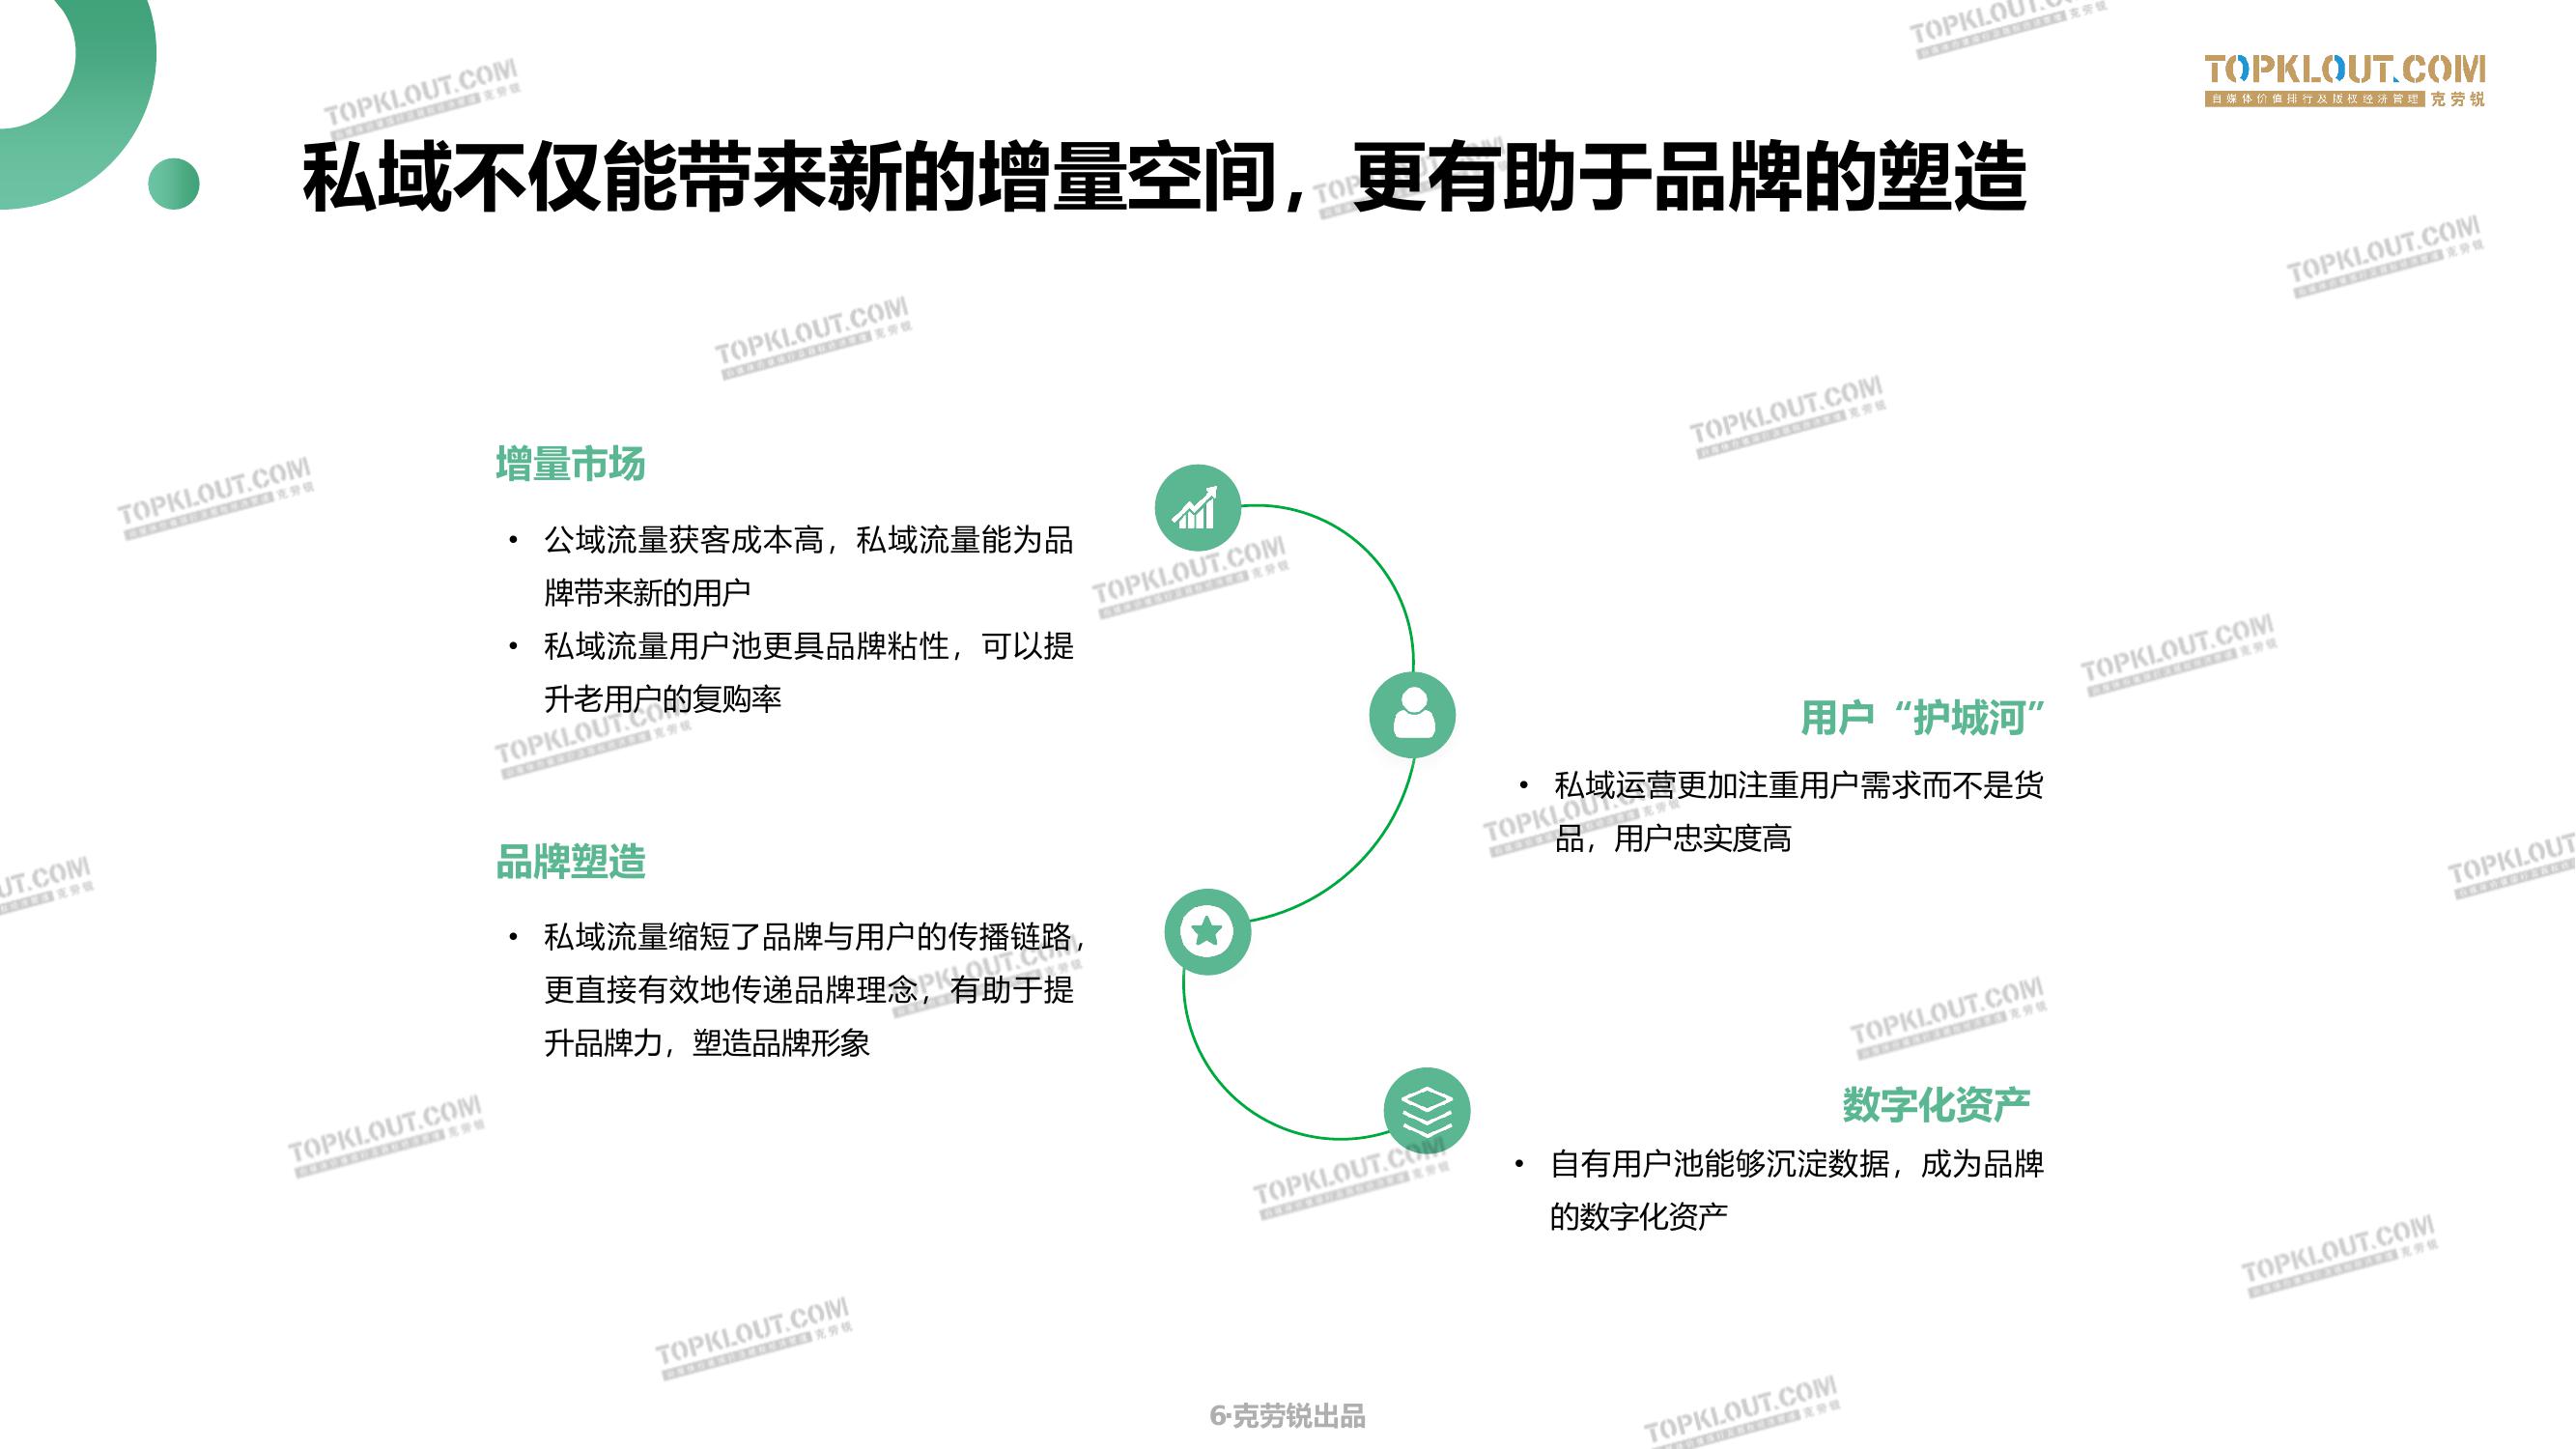 TOPKLOUT.COM
自媒体价值排行及版权经济管理 克劳锐
私域不仅能带来新的增量空间，更有助于品牌的塑造
增量市场
• 公域流量获客成本高，私域流量能为品
牌带来新的用户
• 私域流量用户池更具品牌粘性，可以提
升老用户的复购率
用户“护城河”
• 私域运营更加注重用户需求而不是货
品，用户忠实度高
品牌塑造
• 私域流量缩短了品牌与用户的传播链路，
更直接有效地传递品牌理念，有助于提
升品牌力，塑造品牌形象
数字化资产
• 自有用户池能够沉淀数据，成为品牌
的数字化资产
6·克劳锐出品